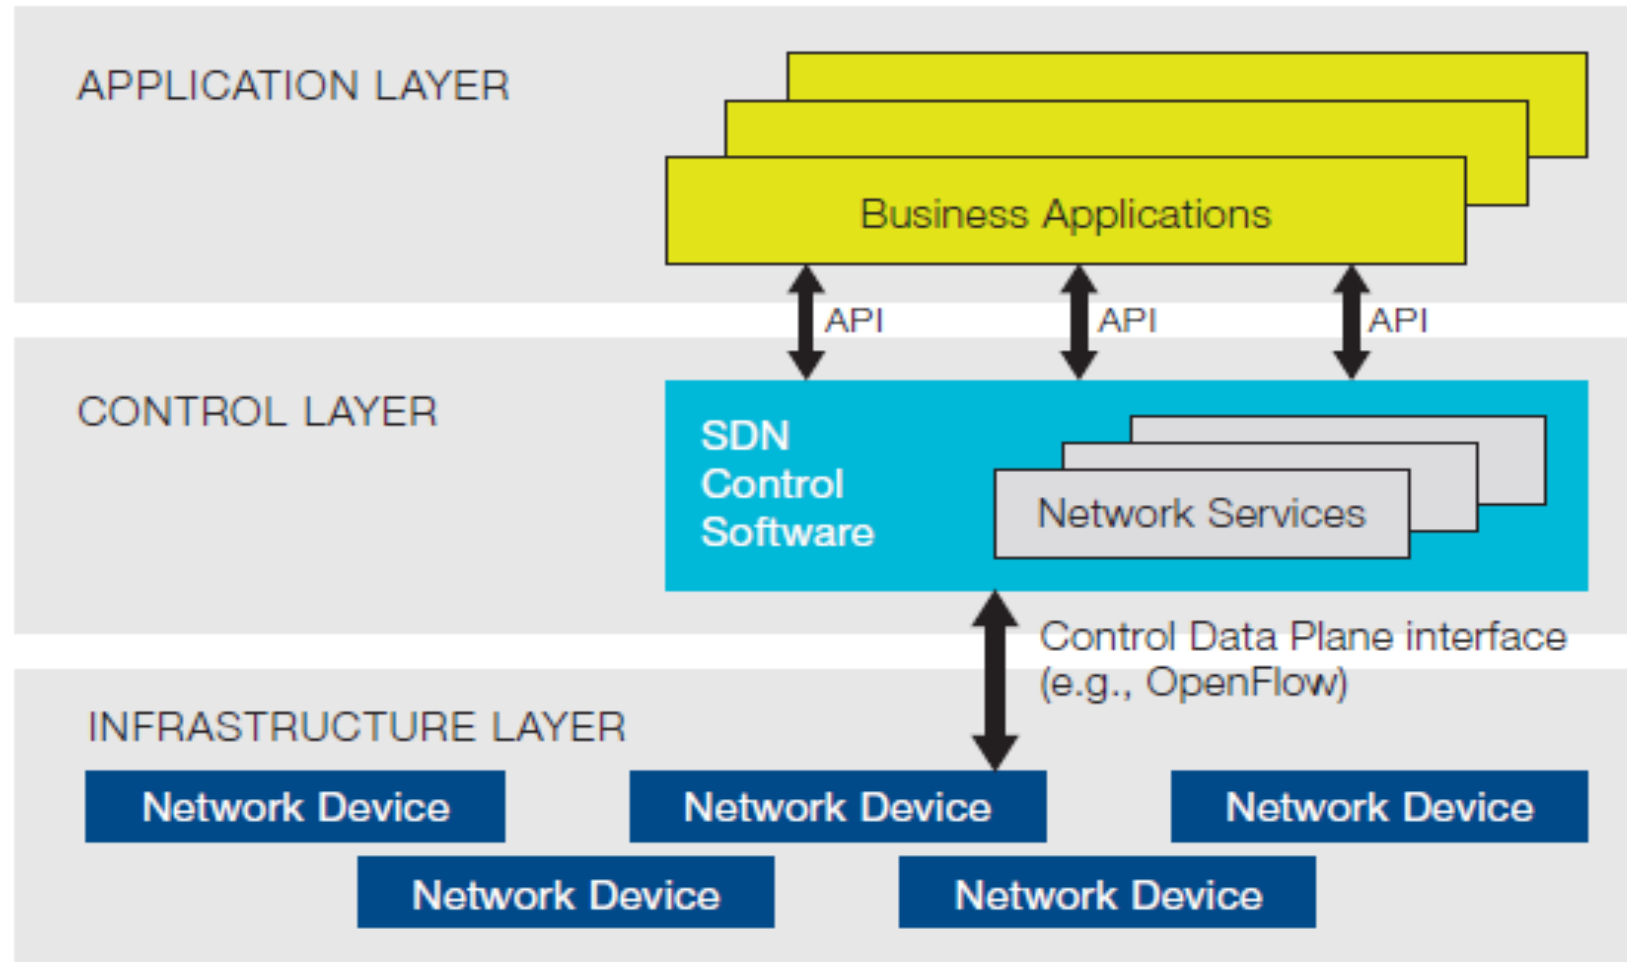 APPLICATION LAYER
Business Applications
API
API
API
CONTROL LAYER
SDN
Control
Software
Network Services
Control Data Plane interface
(e.g., OpenFlow)
INFRASTRUCTURE LAYER
Network Device
Network Device
Network Device
Network Device
Network Device